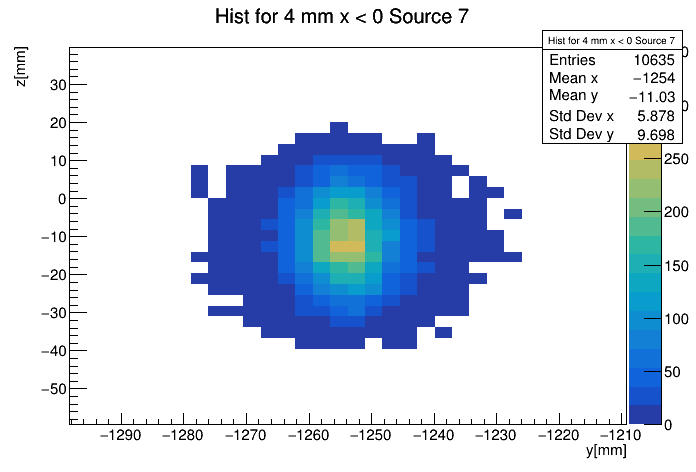 Hist for 4 mm x < 0 Source 7
z[mm]
Hist for 4 mm x < 0 Source 7
Entries 10635
Mean x −1254
Mean y −11.03
Std Dev x 5.878
Std Dev y 9.698
30
20
10
0
−10
−20
−30
−40
−50
250
200
150
100
50
0
−1290 −1280 −1270 −1260 −1250 −1240 −1230 −1220 −1210
y[mm]